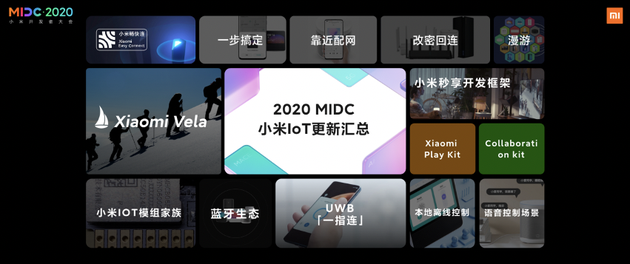 MIDC·2020
小米开发者大会
小米畅快连
Xiaomi
Easy Connect
一步搞定
靠近配网
改密回连
漫游
Xiaomi Vela
2020 MIDC
小米IoT更新汇总
小米秒享开发框架
Xiaomi
Play Kit
Collaborati
on kit
小米IOT模组家族
蓝牙生态
UWB
「一指连」
本地离线控制
语音控制场景